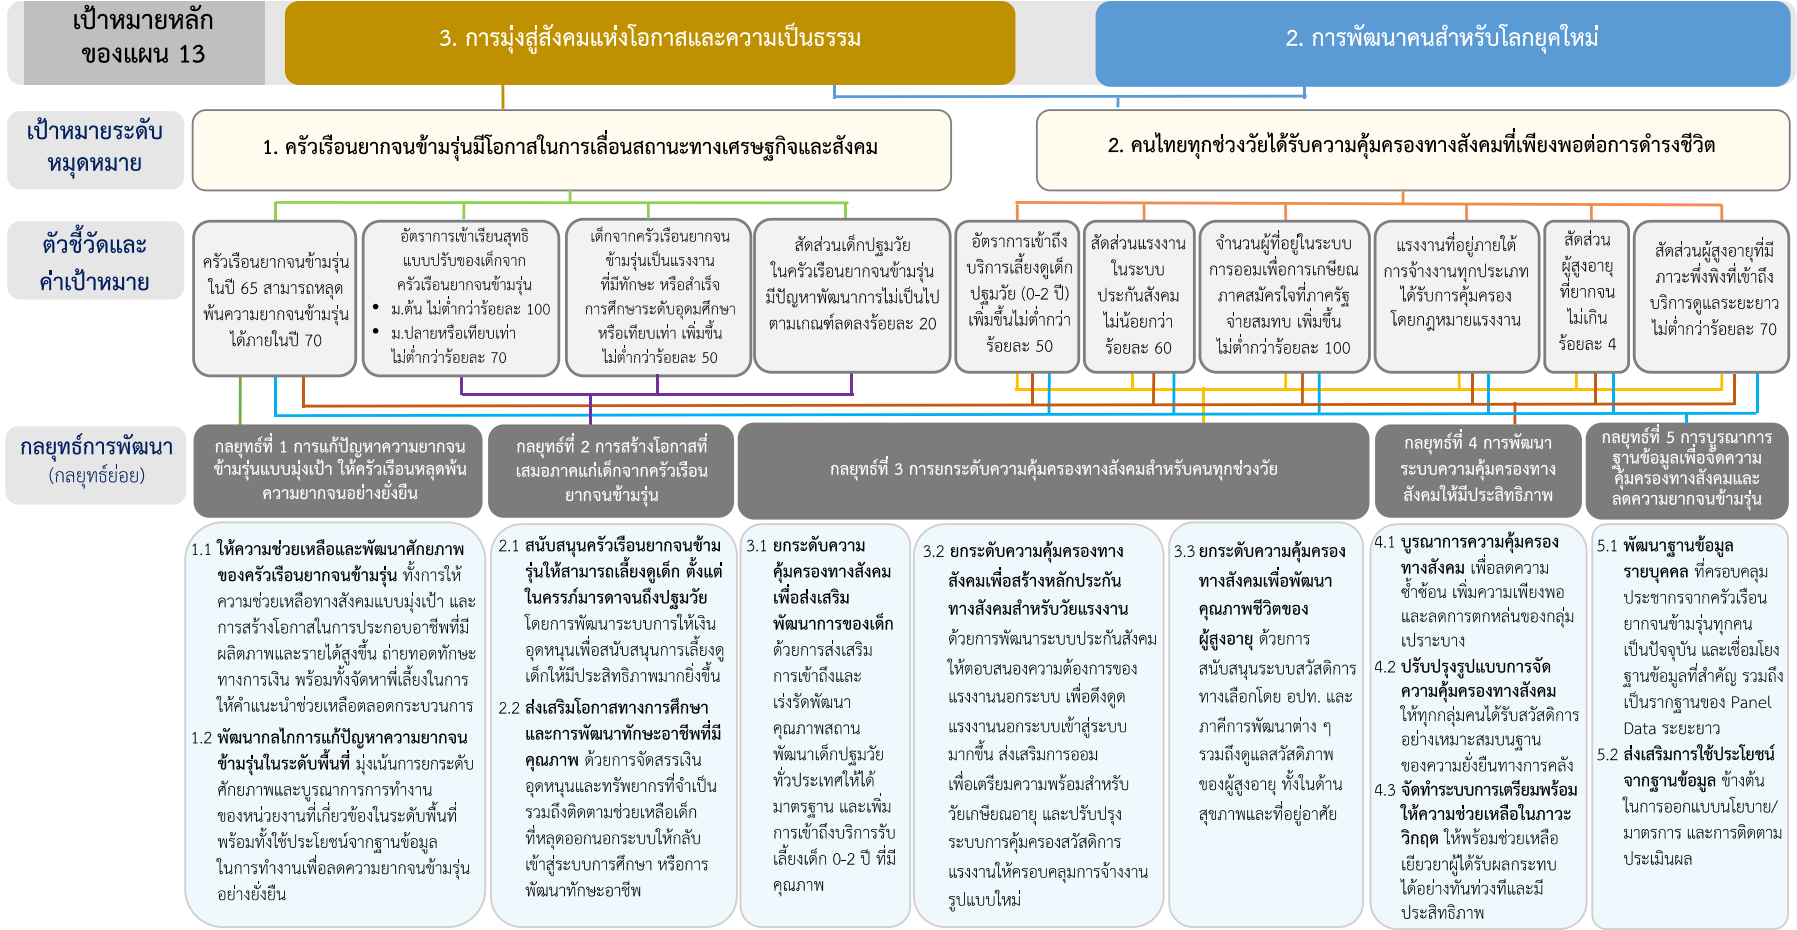 เป้าหมายหลัก
ของแผน 13
3. การมุ่งสู่สังคมแห่งโอกาสและความเป็นธรรม
2. การพัฒนาคนสำหรับโลกยุคใหม่
เป้าหมายระดับ
หมุดหมาย
1. ครัวเรือนยากจนข้ามรุ่นมีโอกาสในการเลื่อนสถานะทางเศรษฐกิจและสังคม
2. คนไทยทุกช่วงวัยได้รับความคุ้มครองทางสังคมที่เพียงพอต่อการดำรงชีวิต
ตัวชี้วัดและ
ค่าเป้าหมาย
ครัวเรือนยากจนข้ามรุ่น
ในปี 65 สามารถหลุด
พ้นความยากจนข้ามรุ่น
ได้ภายในปี 70
อัตราการเข้าเรียนสุทธิ
แบบปรับของเด็กจาก
ครัวเรือนยากจนข้ามรุ่น
• ม.ต้น ไม่ต่ำกว่าร้อยละ 100
• ม.ปลายหรือเทียบเท่า
ไม่ต่ำกว่าร้อยละ 70
เด็กจากครัวเรือนยากจน
ข้ามรุ่นเป็นแรงงาน
ที่มีทักษะ หรือสำเร็จ
การศึกษาระดับอุดมศึกษา
หรือเทียบเท่า เพิ่มขึ้น
ไม่ต่ำกว่าร้อยละ 50
สัดส่วนเด็กปฐมวัย
ในครัวเรือนยากจนข้ามรุ่น
มีปัญหาพัฒนาการไม่เป็นไป
ตามเกณฑ์ลดลงร้อยละ 20
อัตราการเข้าถึง
บริการเลี้ยงดูเด็ก
ปฐมวัย (0-2 ปี)
เพิ่มขึ้นไม่ต่ำกว่า
ร้อยละ 50
สัดส่วนแรงงาน
ในระบบ
ประกันสังคม
ไม่น้อยกว่า
ร้อยละ 60
จำนวนผู้ที่อยู่ในระบบ
การออมเพื่อการเกษียณ
ภาคสมัครใจที่ภาครัฐ
จ่ายสมทบ เพิ่มขึ้น
ไม่ต่ำกว่าร้อยละ 100
แรงงานที่อยู่ภายใต้
การจ้างงานทุกประเภท
ได้รับการคุ้มครอง
โดยกฎหมายแรงงาน
สัดส่วน
ผู้สูงอายุ
ที่ยากจน
ไม่เกิน
ร้อยละ 4
สัดส่วนผู้สูงอายุที่มี
ภาวะพึ่งพิงที่เข้าถึง
บริการดูแลระยะยาว
ไม่ต่ำกว่าร้อยละ 70
กลยุทธ์การพัฒนา
(กลยุทธ์ย่อย)
กลยุทธ์ที่ 1 การแก้ปัญหาความยากจน
ข้ามรุ่นแบบมุ่งเป้า ให้ครัวเรือนหลุดพ้น
ความยากจนอย่างยั่งยืน
กลยุทธ์ที่ 2 การสร้างโอกาสที่
เสมอภาคแก่เด็กจากครัวเรือน
ยากจนข้ามรุ่น
กลยุทธ์ที่ 3 การยกระดับความคุ้มครองทางสังคมสำหรับคนทุกช่วงวัย
กลยุทธ์ที่ 4 การพัฒนา
ระบบความคุ้มครองทาง
สังคมให้มีประสิทธิภาพ
กลยุทธ์ที่ 5 การบูรณาการ
ฐานข้อมูลเพื่อจัดความ
คุ้มครองทางสังคมและ
ลดความยากจนข้ามรุ่น
1.1 ให้ความช่วยเหลือและพัฒนาศักยภาพ
ของครัวเรือนยากจนข้ามรุ่น ทั้งการให้
ความช่วยเหลือทางสังคมแบบมุ่งเป้า และ
การสร้างโอกาสในการประกอบอาชีพที่มี
ผลิตภาพและรายได้สูงขึ้น ถ่ายทอดทักษะ
ทางการเงิน พร้อมทั้งจัดหาพี่เลี้ยงในการ
ให้คำแนะนำช่วยเหลือตลอดกระบวนการ
1.2 พัฒนากลไกการแก้ปัญหาความยากจน
ข้ามรุ่นในระดับพื้นที่ มุ่งเน้นการยกระดับ
ศักยภาพและบูรณาการการทำงาน
ของหน่วยงานที่เกี่ยวข้องในระดับพื้นที่
พร้อมทั้งใช้ประโยชน์จากฐานข้อมูล
ในการทำงานเพื่อลดความยากจนข้ามรุ่น
อย่างยั่งยืน
2.1 สนับสนุนครัวเรือนยากจนข้าม
รุ่นให้สามารถเลี้ยงดูเด็ก ตั้งแต่
ในครรภ์มารดาจนถึงปฐมวัย
โดยการพัฒนาระบบการให้เงิน
อุดหนุนเพื่อสนับสนุนการเลี้ยงดู
เด็กให้มีประสิทธิภาพมากยิ่งขึ้น
2.2 ส่งเสริมโอกาสทางการศึกษา
และการพัฒนาทักษะอาชีพที่มี
คุณภาพ ด้วยการจัดสรรเงิน
อุดหนุนและทรัพยากรที่จำเป็น
รวมถึงติดตามช่วยเหลือเด็ก
ที่หลุดออกนอกระบบให้กลับ
เข้าสู่ระบบการศึกษา หรือการ
พัฒนาทักษะอาชีพ
3.1 ยกระดับความ
คุ้มครองทางสังคม
เพื่อส่งเสริม
พัฒนาการของเด็ก
ด้วยการส่งเสริม
การเข้าถึงและ
เร่งรัดพัฒนา
คุณภาพสถาน
พัฒนาเด็กปฐมวัย
ทั่วประเทศให้ได้
มาตรฐาน และเพิ่ม
การเข้าถึงบริการรับ
เลี้ยงเด็ก 0-2 ปี ที่มี
คุณภาพ
3.2 ยกระดับความคุ้มครองทาง
สังคมเพื่อสร้างหลักประกัน
ทางสังคมสำหรับวัยแรงงาน
ด้วยการพัฒนาระบบประกันสังคม
ให้ตอบสนองความต้องการของ
แรงงานนอกระบบ เพื่อดึงดูด
แรงงานนอกระบบเข้าสู่ระบบ
มากขึ้น ส่งเสริมการออม
เพื่อเตรียมความพร้อมสำหรับ
วัยเกษียณอายุ และปรับปรุง
ระบบการคุ้มครองสวัสดิการ
แรงงานให้ครอบคลุมการจ้างงาน
รูปแบบใหม่
3.3 ยกระดับความคุ้มครอง
ทางสังคมเพื่อพัฒนา
คุณภาพชีวิตของ
ผู้สูงอายุ ด้วยการ
สนับสนุนระบบสวัสดิการ
ทางเลือกโดย อปท. และ
ภาคีการพัฒนาต่าง ๆ
รวมถึงดูแลสวัสดิภาพ
ของผู้สูงอายุ ทั้งในด้าน
สุขภาพและที่อยู่อาศัย
4.1 บูรณาการความคุ้มครอง
ทางสังคม เพื่อลดความ
ซ้ำซ้อน เพิ่มความเพียงพอ
และลดการตกหล่นของกลุ่ม
เปราะบาง
4.2 ปรับปรุงรูปแบบการจัด
ความคุ้มครองทางสังคม
ให้ทุกกลุ่มคนได้รับสวัสดิการ
อย่างเหมาะสมบนฐาน
ของความยั่งยืนทางการคลัง
4.3 จัดทำระบบการเตรียมพร้อม
ให้ความช่วยเหลือในภาวะ
วิกฤต ให้พร้อมช่วยเหลือ
เยียวยาผู้ได้รับผลกระทบ
ได้อย่างทันท่วงทีและมี
ประสิทธิภาพ
5.1 พัฒนาฐานข้อมูล
รายบุคคล ที่ครอบคลุม
ประชากรจากครัวเรือน
ยากจนข้ามรุ่นทุกคน
เป็นปัจจุบัน และเชื่อมโยง
ฐานข้อมูลที่สำคัญ รวมถึง
เป็นรากฐานของ Panel
Data ระยะยาว
5.2 ส่งเสริมการใช้ประโยชน์
จากฐานข้อมูล ข้างต้น
ในการออกแบบนโยบาย/
มาตรการ และการติดตาม
ประเมินผล